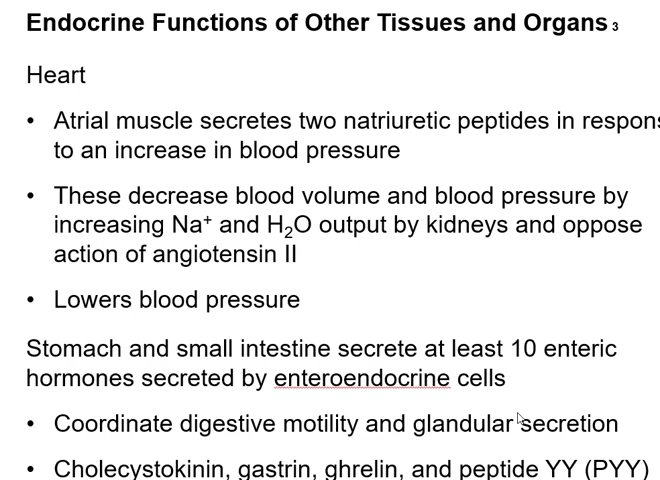 Endocrine Functions of Other Tissues and Organs 3
Heart
• Atrial muscle secretes two natriuretic peptides in respons
to an increase in blood pressure
• These decrease blood volume and blood pressure by
increasing Na⁺ and H₂O output by kidneys and oppose
action of angiotensin II
• Lowers blood pressure
Stomach and small intestine secrete at least 10 enteric
hormones secreted by enteroendocrine cells
• Coordinate digestive motility and glandular secretion
• Cholecystokinin, gastrin, ghrelin, and peptide YY (PYY)